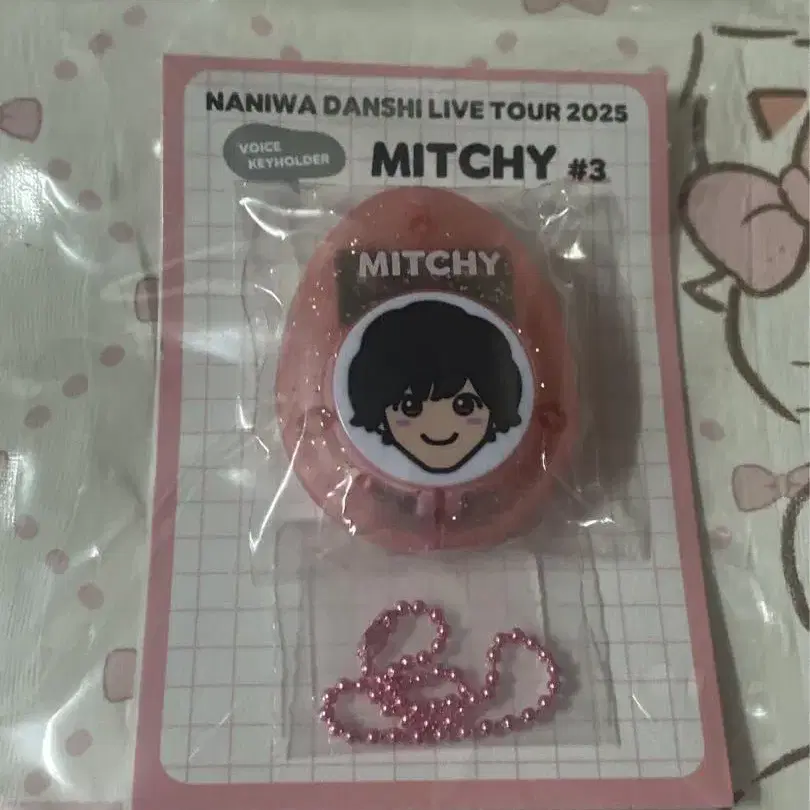 NANIWA DANSHI LIVE TOUR 2025
VOICE
KEYHOLDER
MITCHY #3
MITCHY